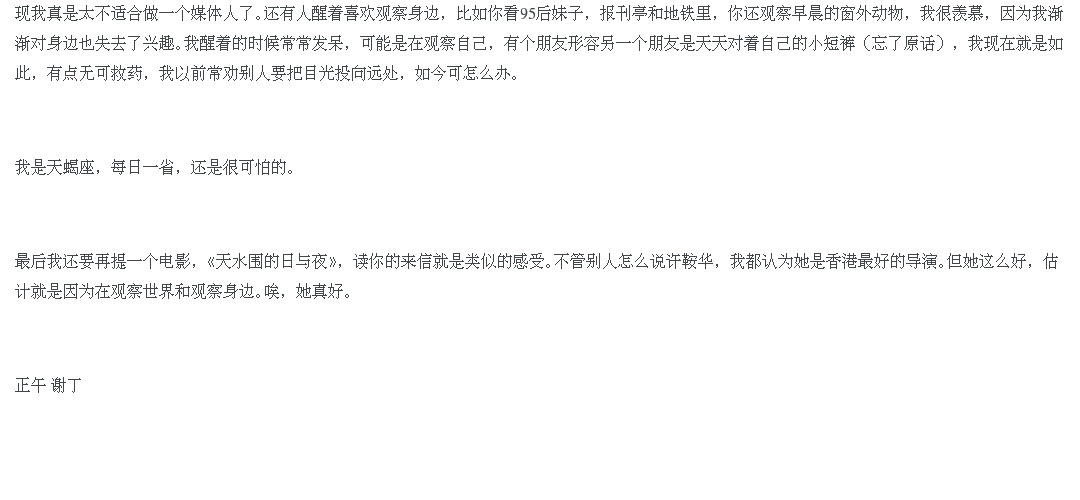 现我真是太不适合做一个媒体人了。还有人醒着喜欢观察身边，比如你看95后妹子，报刊亭和地铁里，你还观察早晨的窗外动物，我很羡慕，因为我渐
渐对身边也失去了兴趣。我醒着的时候常常发呆，可能是在观察自己，有个朋友形容另一个朋友是天天对着自己的小短裤（忘了原话），我现在就是如
此，有点无可救药，我以前常劝别人要把目光投向远处，如今可怎么办。
我是天蝎座，每日一省，还是很可怕的。
最后我还要再提一个电影，《天水围的日与夜》，读你的来信就是类似的感受。不管别人怎么说许鞍华，我都认为她是香港最好的导演。但她这么好，估
计就是因为在观察世界和观察身边。唉，她真好。
正午 谢丁